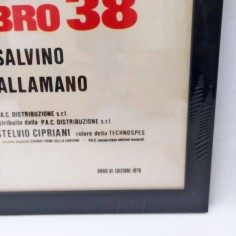 BRO 38
SALVINO
ALLAMANO
P.A.C. DISTRIBUZIONE s.r.l.
distribuito dalla P.A.C. DISTRIBUZIONE s.r.l.
STELVIO CIPRIANI colore della TECHNOSPES
ANNO DI EDIZIONE 1976